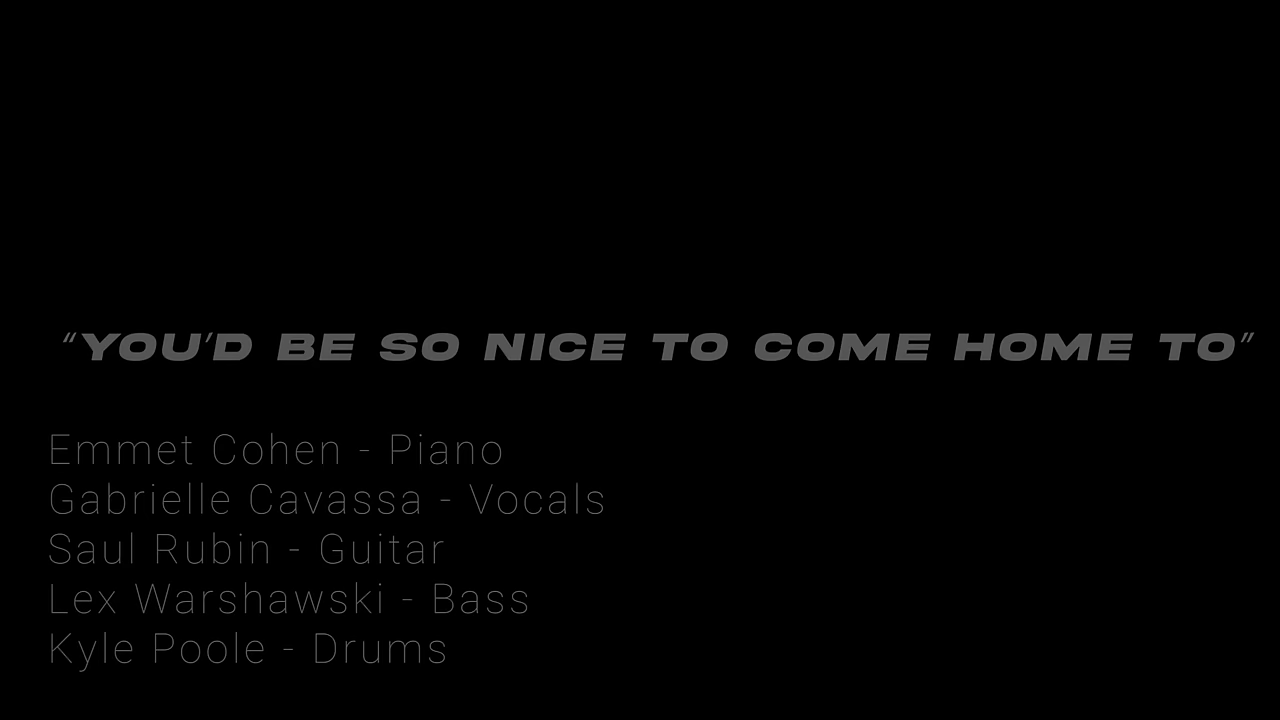 “YOU’D BE SO NICE TO COME HOME TO”
Emmet Cohen - Piano
Gabrielle Cavassa - Vocals
Saul Rubin - Guitar
Lex Warshawski - Bass
Kyle Poole - Drums